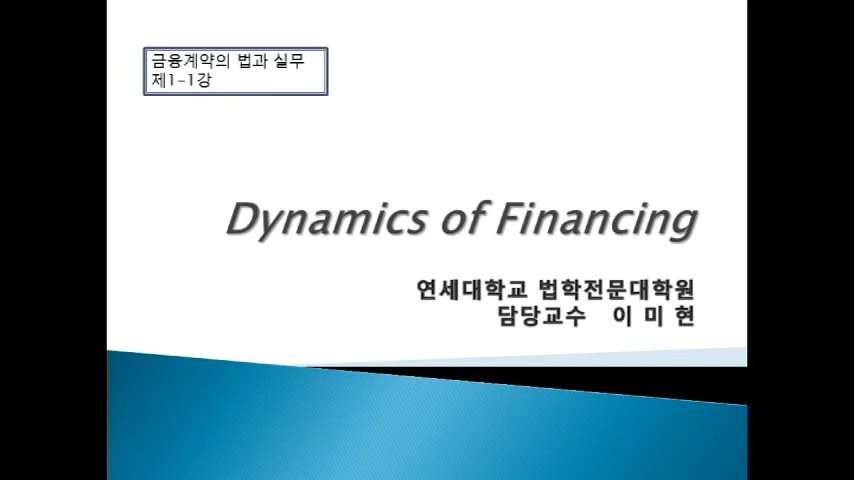 금융계약의 법과 실무
제1-1강
Dynamics of Financing
연세대학교 법학전문대학원
담당교수 이 미 현